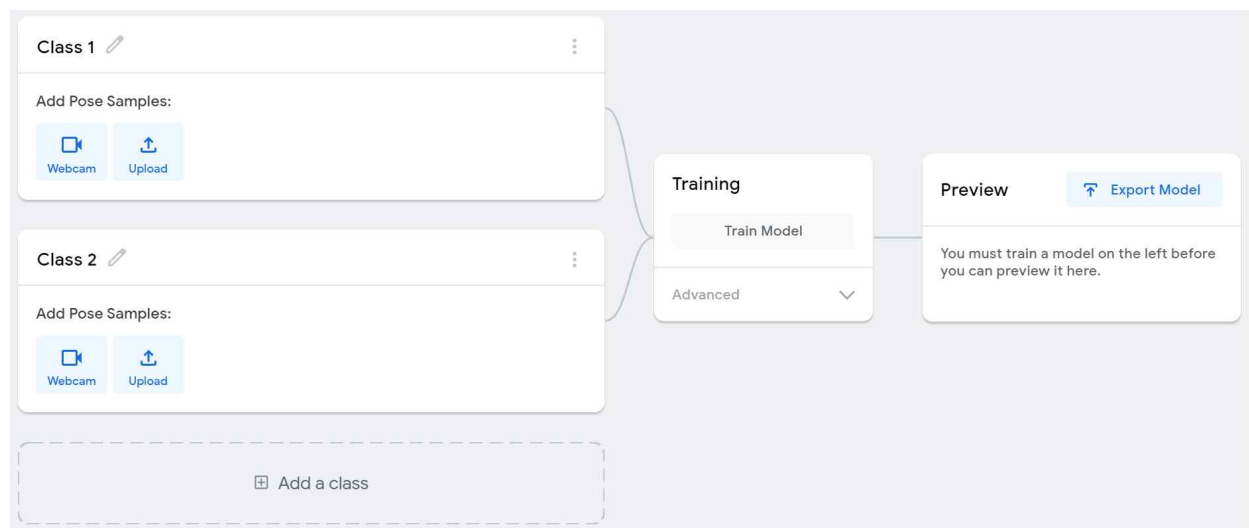 Class 1
Add Pose Samples:
Webcam Upload
Class 2
Add Pose Samples:
Webcam Upload
Add a class
Training
Train Model
Advanced
Preview
Export Model
You must train a model on the left before
you can preview it here.